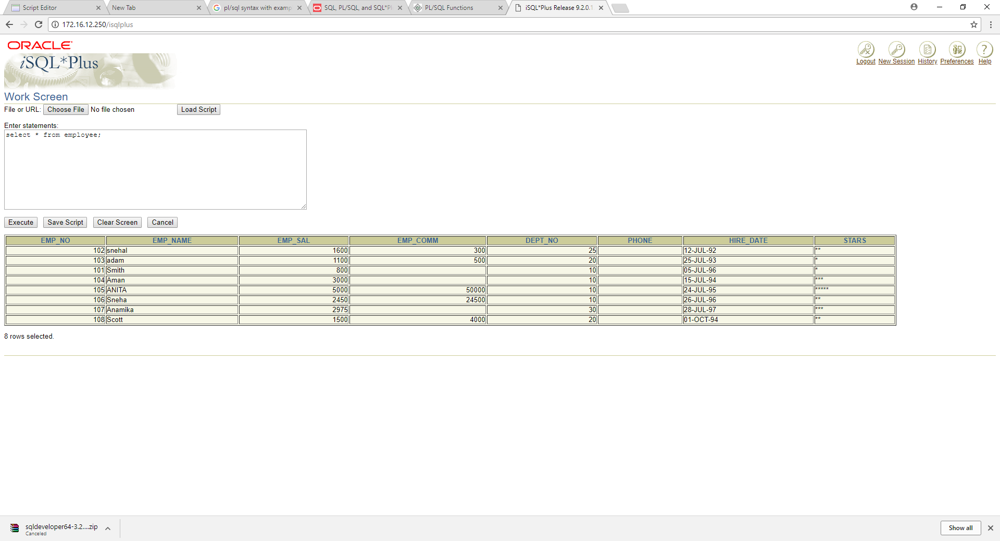 Script Editor
New Tab
pl/sql syntax with examp
SQL, PL/SQL, and SQL*Pl
PL/SQL Functions
iSQL*Plus Release 9.2.0.1
172.16.12.250/isqlplus
ORACLE
iSQL*Plus
Logout New Session History Preferences Help
Work Screen
File or URL: Choose File No file chosen Load Script
Enter statements:
select * from employee;
Execute Save Script Clear Screen Cancel
EMP_NO EMP_NAME EMP_SAL EMP_COMM DEPT_NO PHONE HIRE_DATE STARS
102 snehal 1600 300 25 12-JUL-92 **
103 adam 1100 500 20 25-JUL-93 *
101 Smith 800 10 05-JUL-96 *
104 Aman 3000 10 15-JUL-94 ***
105 ANITA 5000 50000 10 24-JUL-95 *****
106 Sneha 2450 24500 10 26-JUL-96 **
107 Anamika 2975 30 28-JUL-97 ***
108 Scott 1500 4000 20 01-OCT-94 **
8 rows selected.
sqldeveloper64-3.2....zip
Canceled
Show all